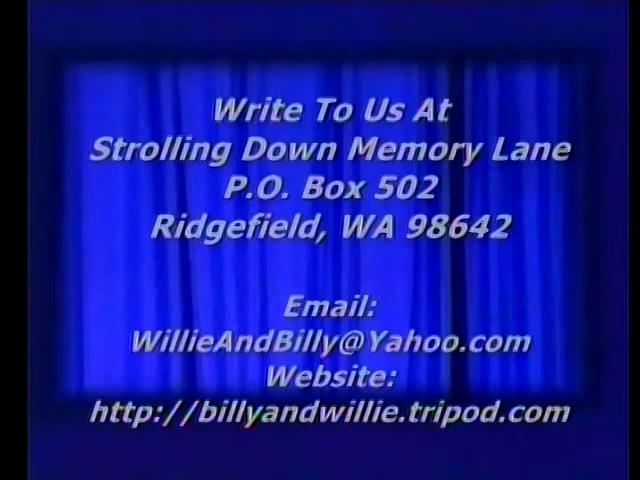 Write To Us At
Strolling Down Memory Lane
P.O. Box 502
Ridgefield, WA 98642
Email:
WillieAndBilly@Yahoo.com
Website:
http://billyandwillie.tripod.com